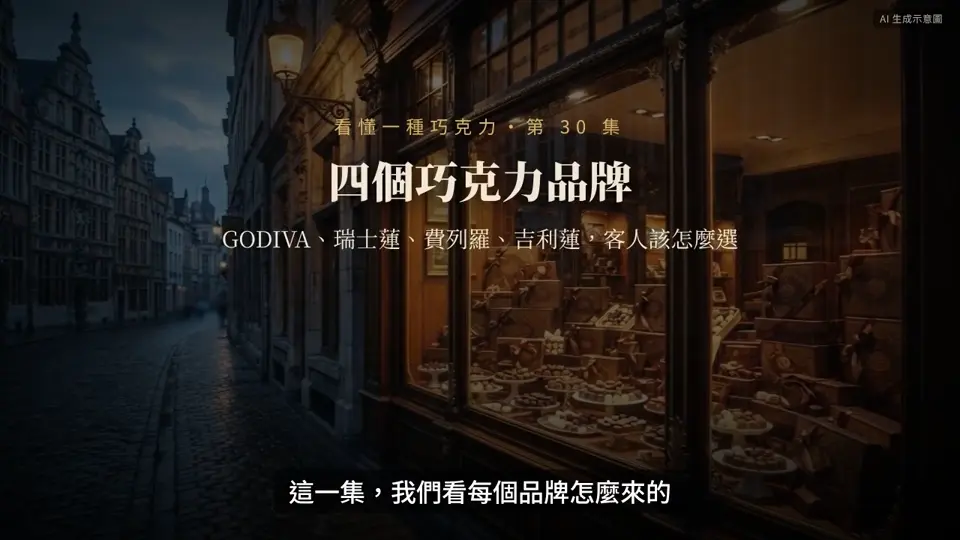 AI 生成示意圖
看懂一種巧克力・第 30 集
四個巧克力品牌
GODIVA、瑞士蓮、費列羅、吉利蓮，客人該怎麼選
這一集，我們看每個品牌怎麼來的